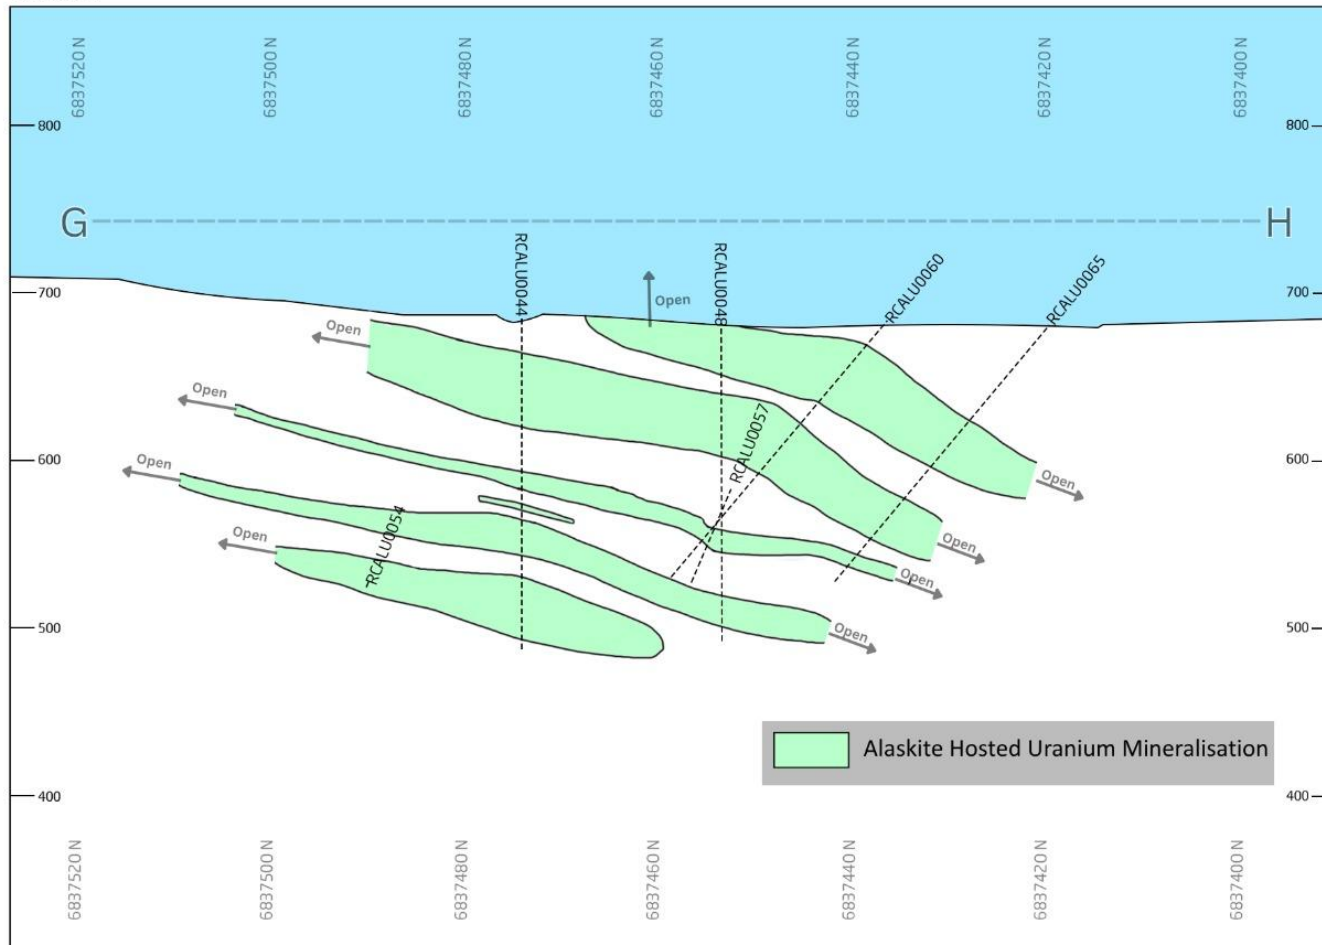 6837520 N
6837500 N
6837480 N
6837460 N
6837440 N
6837420 N
6837400 N
800
800
G
H
RCALU0044
RCALU0048
RCALU0060
RCALU0065
700
700
Open
Open
Open
RCALU0057
600
600
Open
Open
RCALU0054
Open
Open
Open
500
500
Open
Alaskite Hosted Uranium Mineralisation
400
400
6837520 N
6837500 N
6837480 N
6837460 N
6837440 N
6837420 N
6837400 N